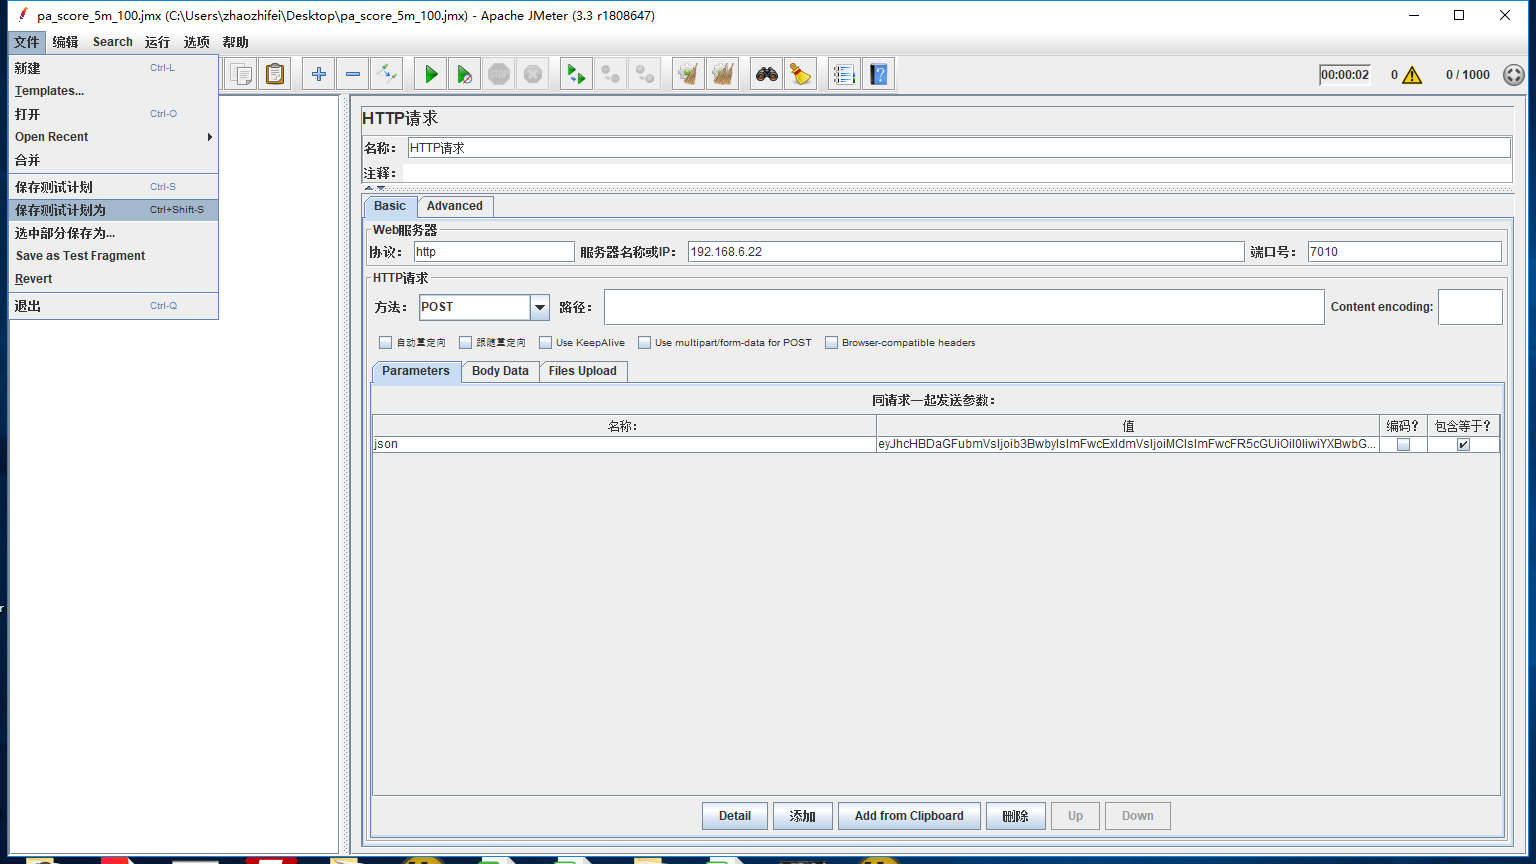 pa_score_5m_100.jmx (C:\Users\zhaozhifei\Desktop\pa_score_5m_100.jmx) - Apache JMeter (3.3 r1808647)
文件 编辑 Search 运行 选项 帮助
新建 Ctrl-L
Templates...
打开 Ctrl-O
Open Recent
合并
保存测试计划 Ctrl-S
保存测试计划为 Ctrl+Shift-S
选中部分保存为...
Save as Test Fragment
Revert
退出 Ctrl-Q
STOP
00:00:02 0 0 / 1000
HTTP请求
名称: HTTP请求
注释:
Basic Advanced
Web服务器
协议: http 服务器名称或IP: 192.168.6.22 端口号: 7010
HTTP请求
方法: POST 路径: Content encoding:
自动重定向 跟随重定向 Use KeepAlive Use multipart/form-data for POST Browser-compatible headers
Parameters Body Data Files Upload
同请求一起发送参数:
名称: 值 编码? 包含等于?
json eyJhcHBDaGFubmVsIjoib3BwbyIsImFwcExldmVsIjoiMCIsImFwcFR5cGUiOiI0IiwiYXBwbG...
Detail 添加 Add from Clipboard 删除 Up Down